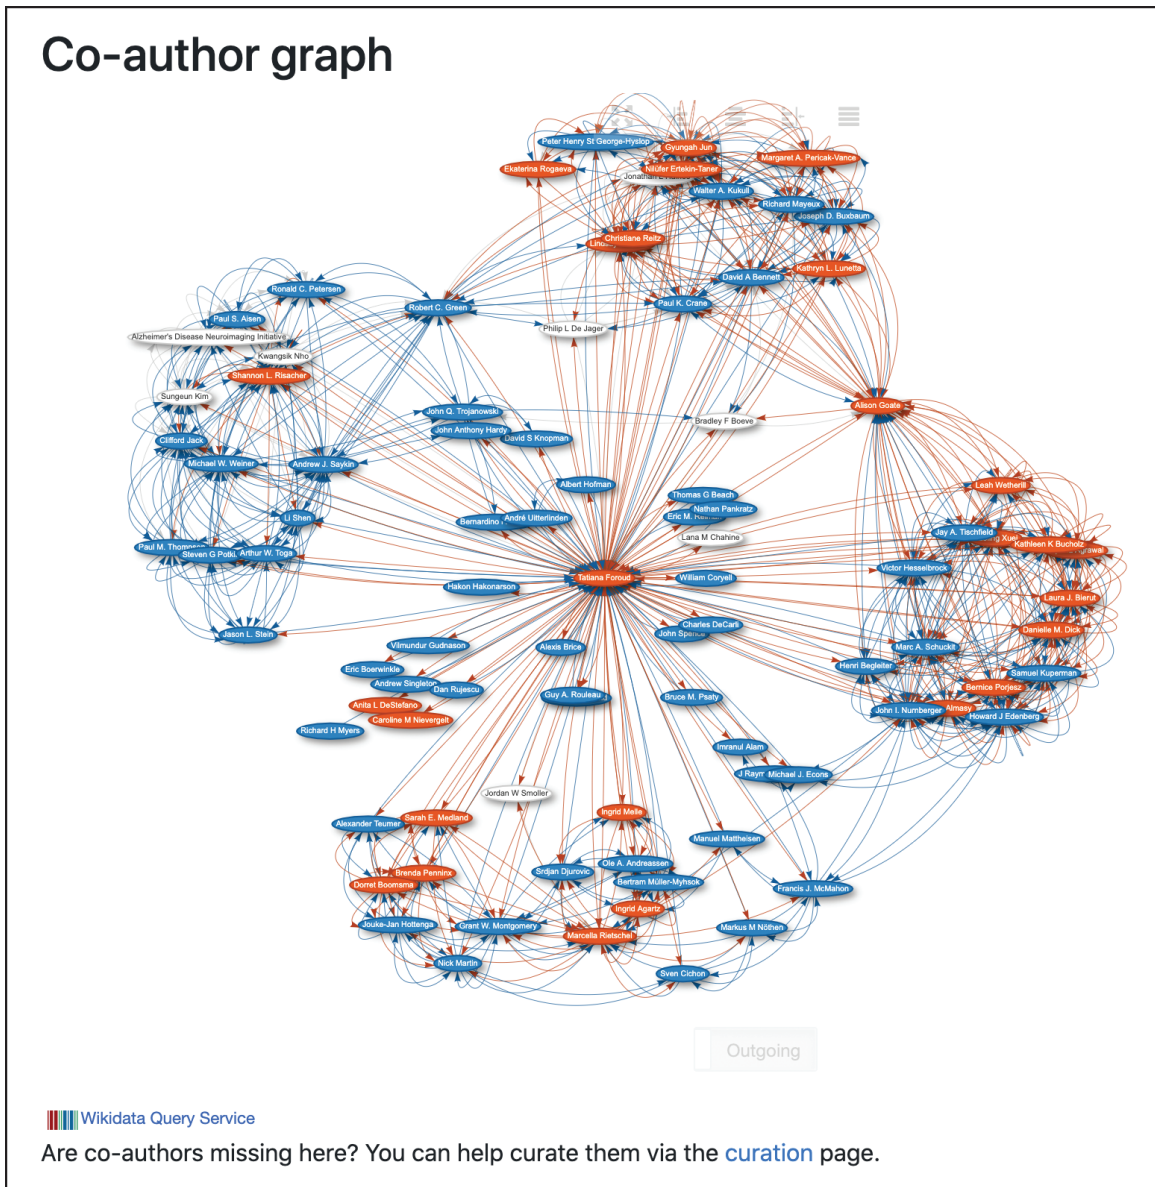 Co-author graph
Peter Henry St George-Hyslop
Gyungah Jun
Margaret A. Pericak-Vance
Ekaterina Rogaeva
Nilüfer Ertekin-Taner
Jonathan
Walter A. Kukull
Richard Mayeux
Joseph D. Buxbaum
Christiane Reitz
Kathryn L. Lunetta
David A Bennett
Ronald C. Petersen
Robert C. Green
Paul K. Crane
Paul S. Aisen
Philip L De Jager
Alzheimer's Disease Neuroimaging Initiative
Kwangsik Nho
Shannon L. Risacher
Sungeun Kim
Alison Goate
John Q. Trojanowski
Bradley F Boeve
John Anthony Hardy
David S Knopman
Clifford Jack
Michael W. Weiner
Andrew J. Saykin
Albert Hofman
Leah Wetherill
Thomas G Beach
Nathan Pankratz
Eric M.
Li Shen
Bernardino
André Uitterlinden
Jay A. Tischfield
Lana M Chahine
Kathleen K Bucholz
Paul M.
Steven G
Arthur W. Toga
Victor Hesselbrock
Tatiana Foroud
William Coryell
Hakon Hakonarson
Laura J. Bierut
Charles DeCarli
John
Danielle M. Dick
Jason L. Stein
Vilmundur Gudnason
Alexis Brice
Marc A. Schuckit
Henri Begleiter
Eric Boerwinkle
Samuel Kuperman
Andrew Singleton
Dan Rujescu
Guy A. Rouleau
Bruce M. Psaty
Bernice Porjesz
Anita L DeStefano
Caroline M Nievergelt
John I. Nurnberger
Almasy
Howard J Edenberg
Richard H Myers
Imranul Alam
J
Michael J. Econs
Jordan W Smoller
Ingrid Melle
Alexander Teumer
Sarah E. Medland
Manuel Mattheisen
Ole A. Andreassen
Brenda Penninx
Srdjan Djurovic
Bertram Müller-Myhsok
Dorret Boomsma
Francis J. McMahon
Ingrid Agartz
Jouke-Jan Hottenga
Grant W. Montgomery
Marcella Rietschel
Markus M Nöthen
Nick Martin
Sven Cichon
Outgoing
Wikidata Query Service
Are co-authors missing here? You can help curate them via the curation page.